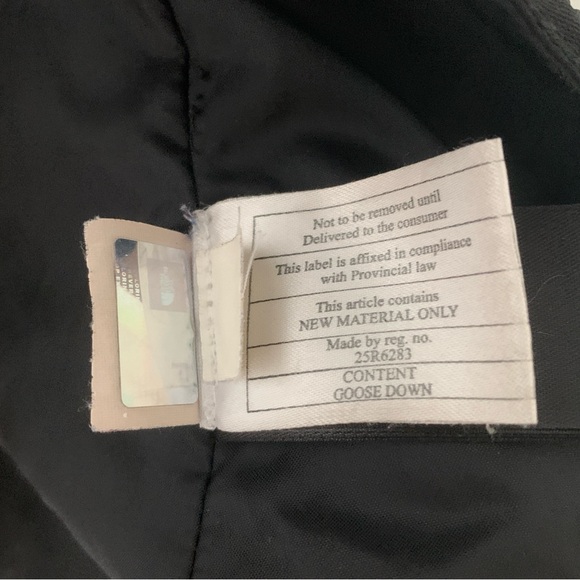 Not to be removed until
Delivered to the consumer
This label is affixed in compliance
with Provincial law
This article contains
NEW MATERIAL ONLY
Made by reg. no.
25R6283
CONTENT
GOOSE DOWN